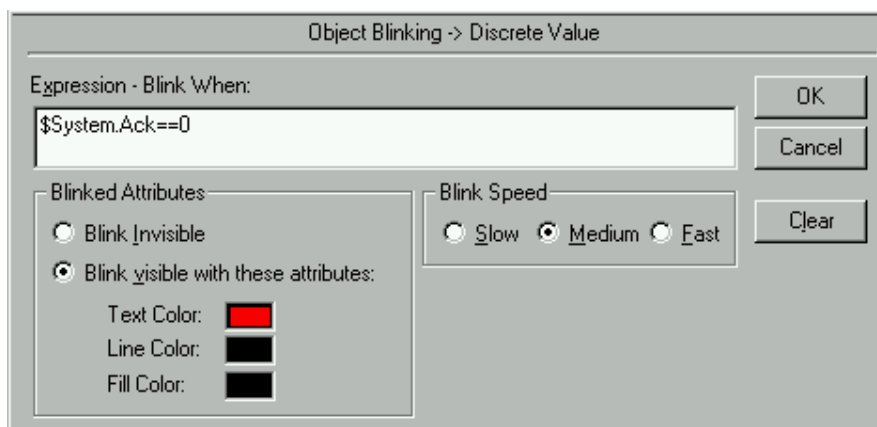 Object Blinking -> Discrete Value
Expression - Blink When:
$System.Ack==0
OK
Cancel
Clear
Blinked Attributes
Blink Invisible
Blink visible with these attributes:
Text Color:
Line Color:
Fill Color:
Blink Speed
Slow Medium Fast